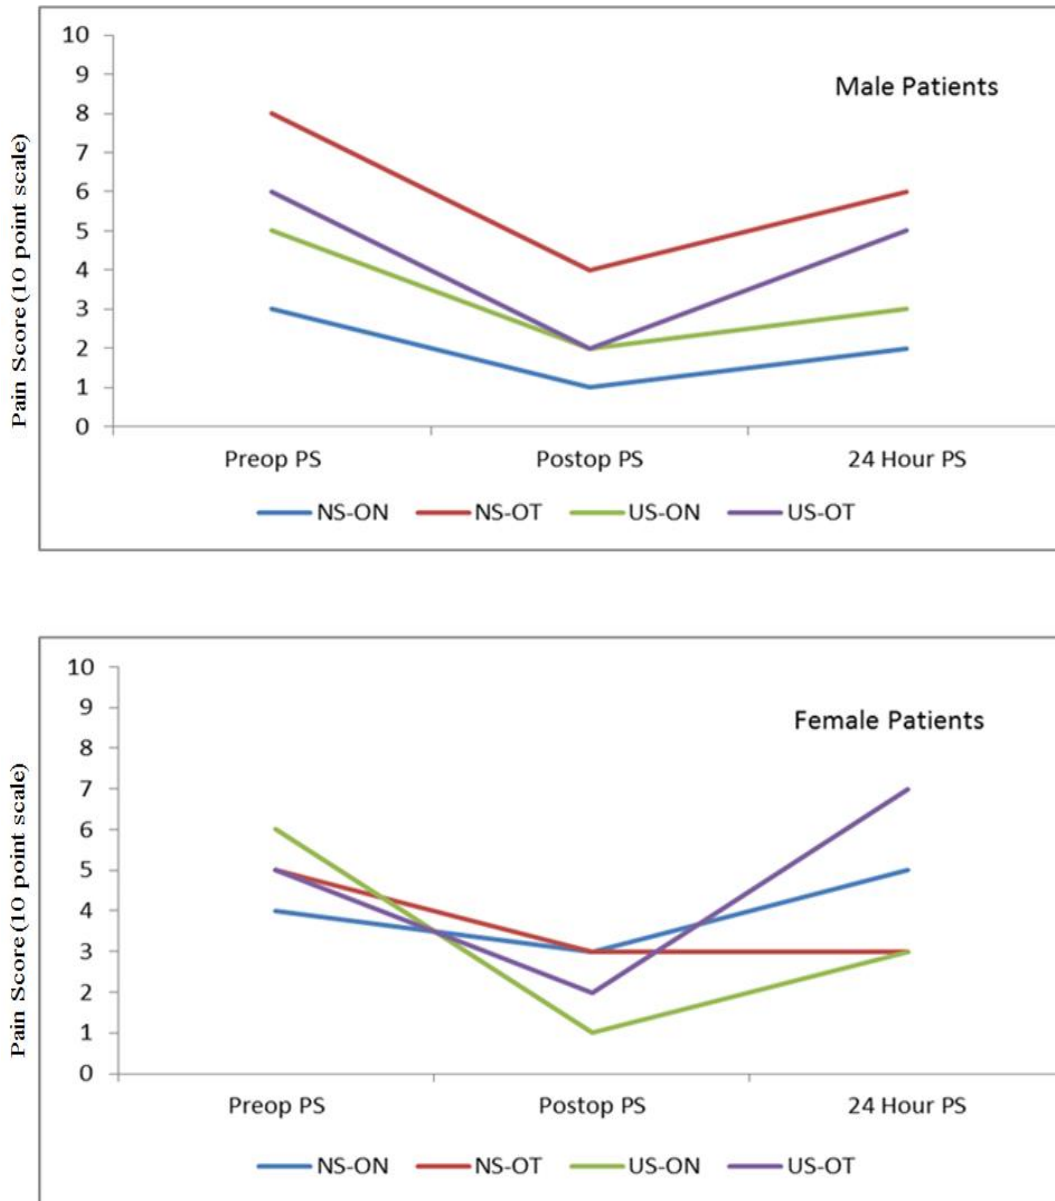 10
9
Male Patients
8
7
6
5
4
3
2
1
0
Pain Score (10 point scale)
Preop PS Postop PS 24 Hour PS
NS-ON NS-OT US-ON US-OT
10
9
Female Patients
8
7
6
5
4
3
2
1
0
Pain Score (10 point scale)
Preop PS Postop PS 24 Hour PS
NS-ON NS-OT US-ON US-OT